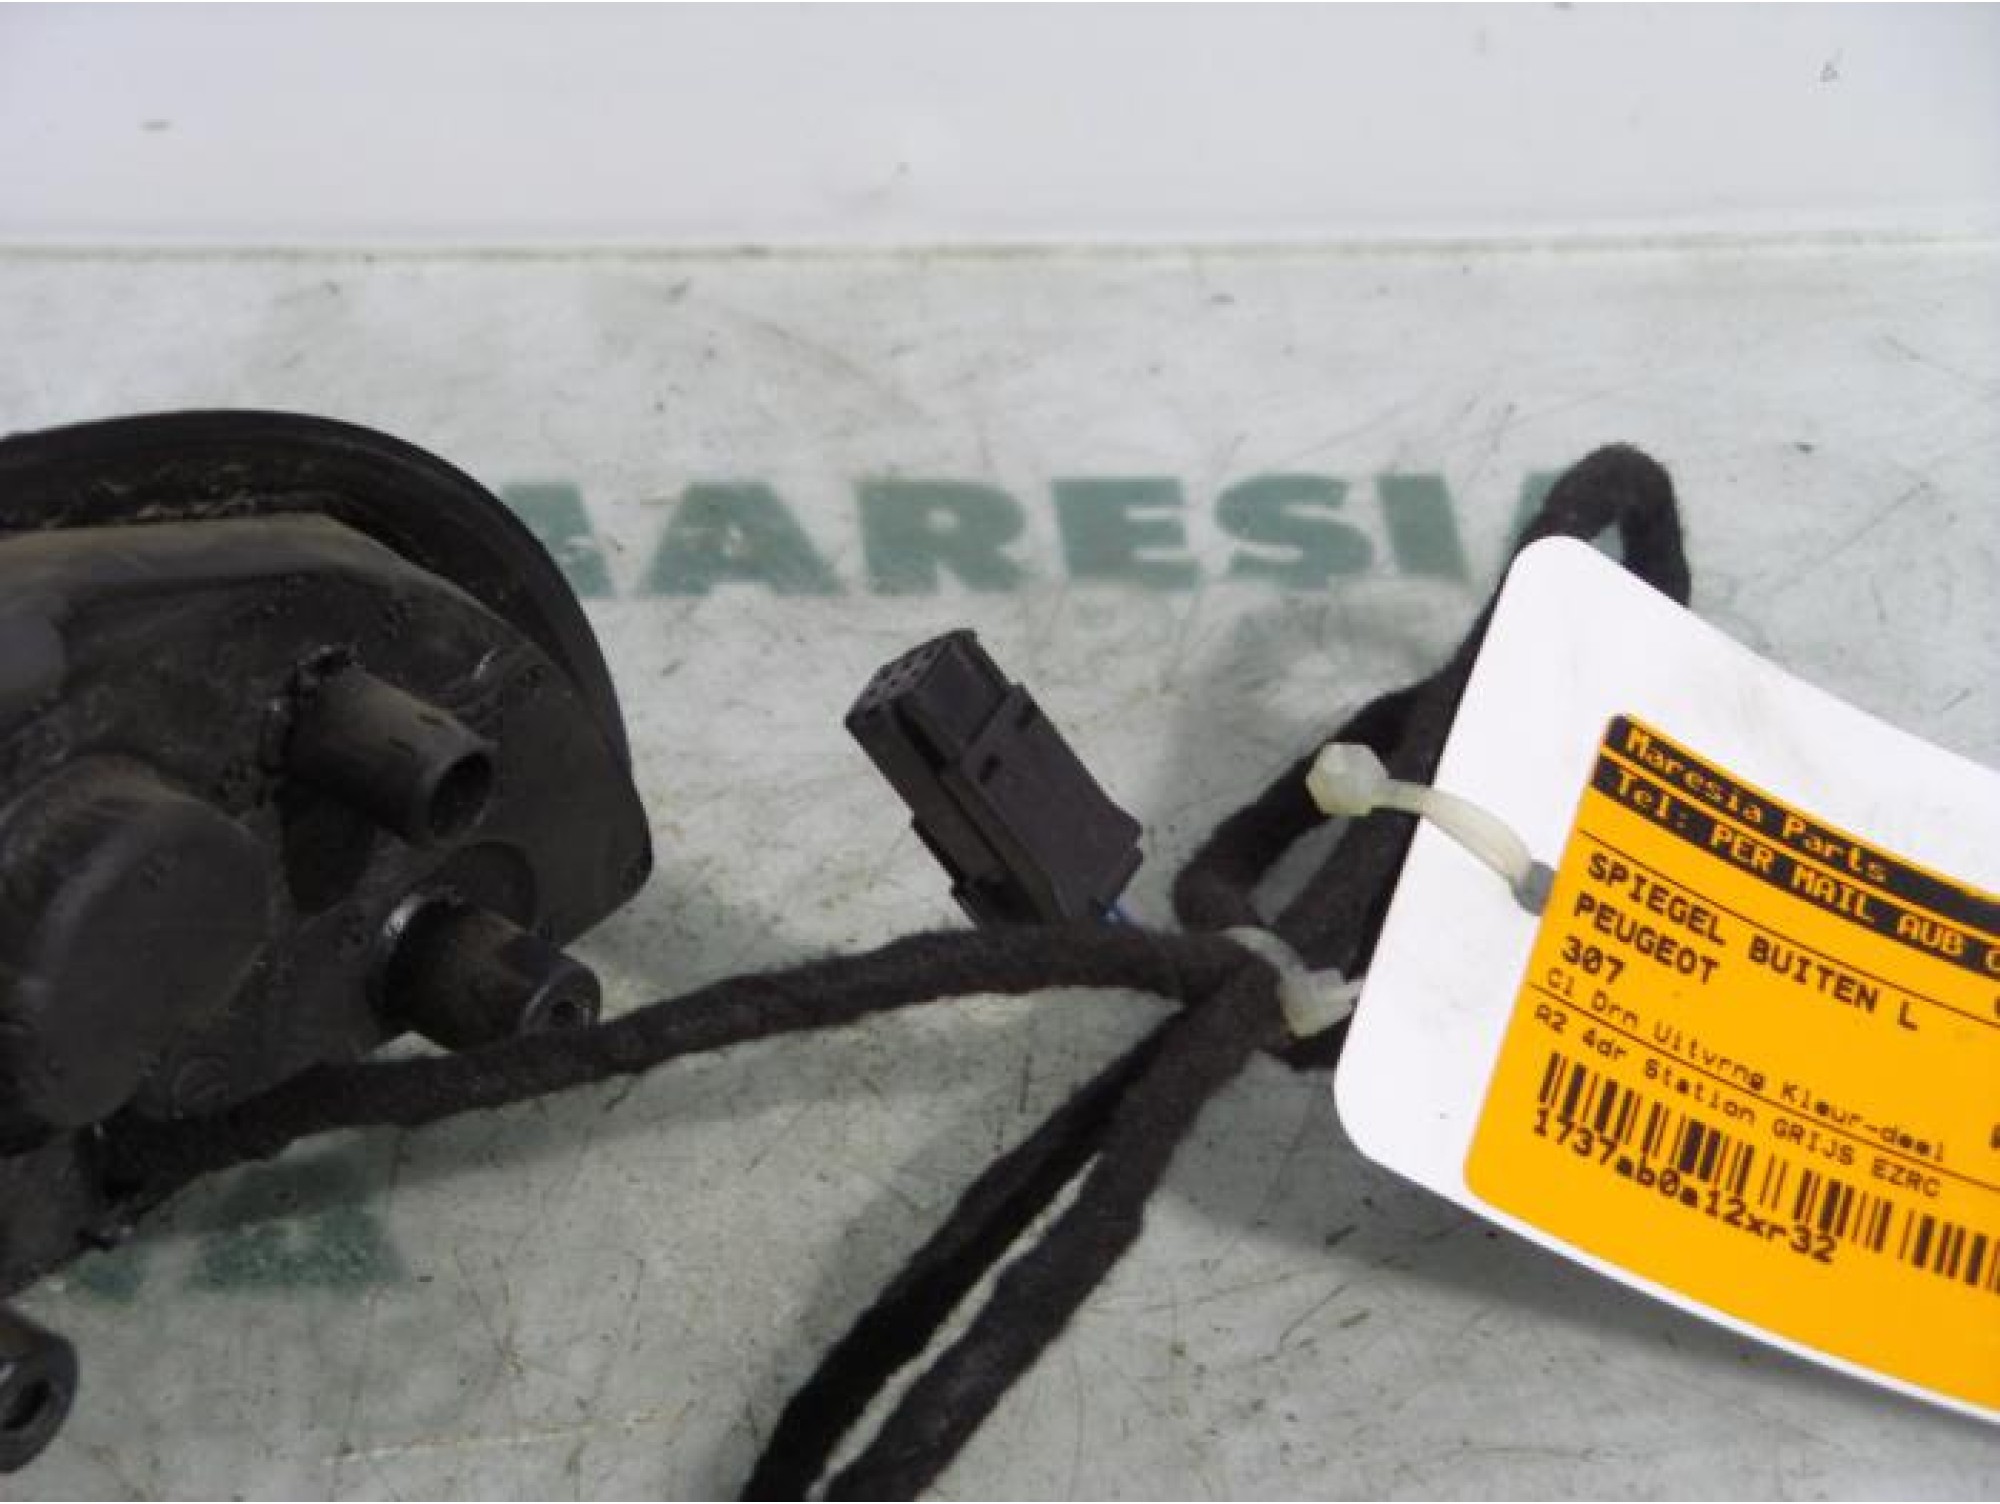 MARESIA
Maresia Parts
Tel: PER MAIL AUB
SPIEGEL BUITEN L
PEUGEOT
307
Cl Drn Uitvrng Kleur-deel
A2 4dr Station GRIJS EZRC
1737ab0a12xr32